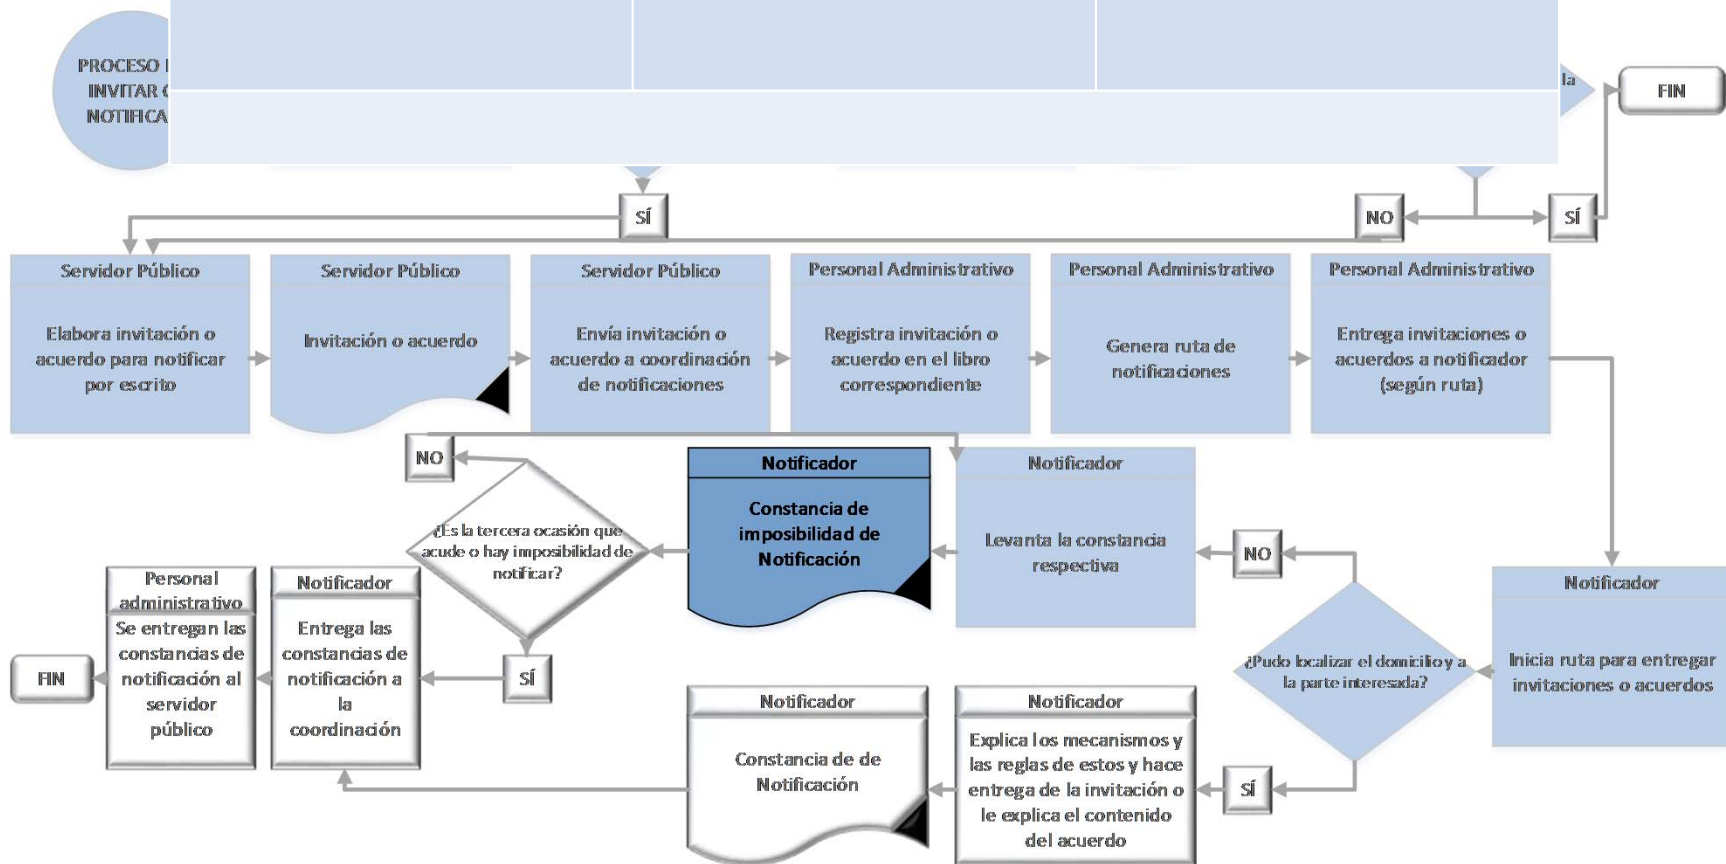 PROCESO
INVITAR
NOTIFICA
la
FIN
SÍ
NO
SÍ
Servidor Público
Elabora invitación o
acuerdo para notificar
por escrito
Servidor Público
Invitación o acuerdo
Servidor Público
Envía invitación o
acuerdo a coordinación
de notificaciones
Personal Administrativo
Registra invitación o
acuerdo en el libro
correspondiente
Personal Administrativo
Genera ruta de
notificaciones
Personal Administrativo
Entrega invitaciones o
acuerdos a notificador
(según ruta)
NO
¿Es la tercera ocasión que
acude o hay imposibilidad de
notificar?
Notificador
Constancia de
imposibilidad de
Notificación
Notificador
Levanta la constancia
respectiva
NO
Notificador
Inicia ruta para entregar
invitaciones o acuerdos
¿Pudo localizar el domicilio y a
la parte interesada?
FIN
Personal
administrativo
Se entregan las
constancias de
notificación al
servidor
público
Notificador
Entrega las
constancias de
notificación a
la
coordinación
SÍ
Notificador
Constancia de de
Notificación
Notificador
Explica los mecanismos y
las reglas de estos y hace
entrega de la invitación o
le explica el contenido
del acuerdo
SÍ